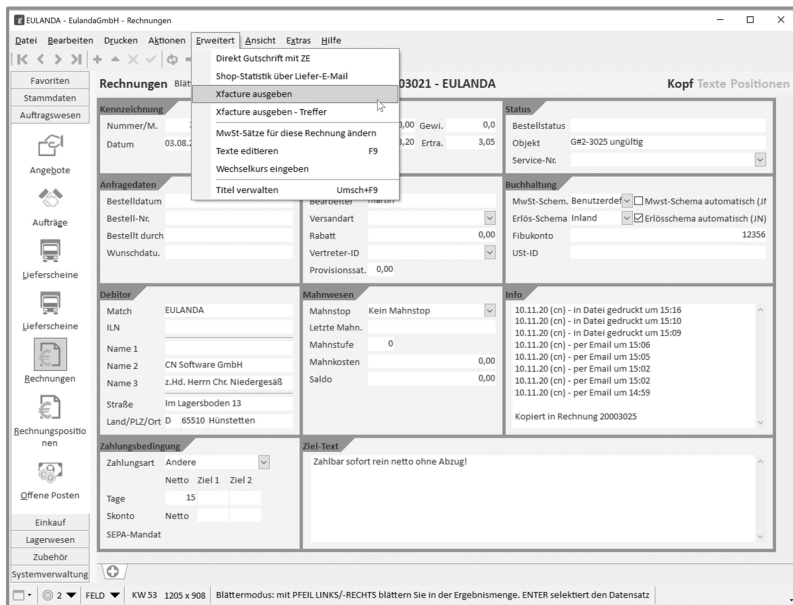 EULANDA - EulandaGmbH - Rechnungen
Datei Bearbeiten Drucken Aktionen Erweitert Ansicht Extras Hilfe
Direkt Gutschrift mit ZE
Shop-Statistik über Liefer-E-Mail
Xfacture ausgeben
Xfacture ausgeben - Treffer
MwSt-Sätze für diese Rechnung ändern
Texte editieren F9
Wechselkurs eingeben
Titel verwalten Umsch+F9
Favoriten
Stammdaten
Auftragswesen
Angebote
Aufträge
Lieferscheine
Lieferscheine
Rechnungen
Rechnungspositio
nen
Offene Posten
Einkauf
Lagerwesen
Zubehör
Systemverwaltung
Rechnungen Blät 03021 - EULANDA Kopf Texte Positionen
Kennzeichnung
Nummer/M.
Datum 03.08.2
,00 Gewi. 0,0
,20 Ertra. 3,05
Status
Bestellstatus
Objekt G#2-3025 ungültig
Service-Nr.
Anfragedaten
Bestelldatum
Bestell-Nr.
Bestellt durch
Wunschdatu.
Bearbeiter martin
Versandart
Rabatt 0,00
Vertreter-ID
Provisionssat. 0,00
Buchhaltung
MwSt-Schem. Benutzerdef Mwst-Schema automatisch (JN
Erlös-Schema Inland Erlösschema automatisch (JN)
Fibukonto 12356
USt-ID
Debitor
Match EULANDA
ILN
Name 1
Name 2 CN Software GmbH
Name 3 z.Hd. Herrn Chr. Niedergesäß
Straße Im Lagersboden 13
Land/PLZ/Ort D 65510 Hünstetten
Mahnwesen
Mahnstop Kein Mahnstop
Letzte Mahn.
Mahnstufe 0
Mahnkosten 0,00
Saldo 0,00
Info
10.11.20 (cn) - in Datei gedruckt um 15:16
10.11.20 (cn) - in Datei gedruckt um 15:10
10.11.20 (cn) - in Datei gedruckt um 15:09
10.11.20 (cn) - per Email um 15:06
10.11.20 (cn) - per Email um 15:05
10.11.20 (cn) - per Email um 15:02
10.11.20 (cn) - per Email um 15:02
10.11.20 (cn) - per Email um 14:59
Kopiert in Rechnung 20003025
Zahlungsbedingung
Zahlungsart Andere
Netto Ziel 1 Ziel 2
Tage 15
Skonto Netto
SEPA-Mandat
Ziel-Text
Zahlbar sofort rein netto ohne Abzug!
2 FELD KW 53 1205 x 908 Blättermodus: mit PFEIL LINKS/-RECHTS blättern Sie in der Ergebnismenge. ENTER selektiert den Datensatz